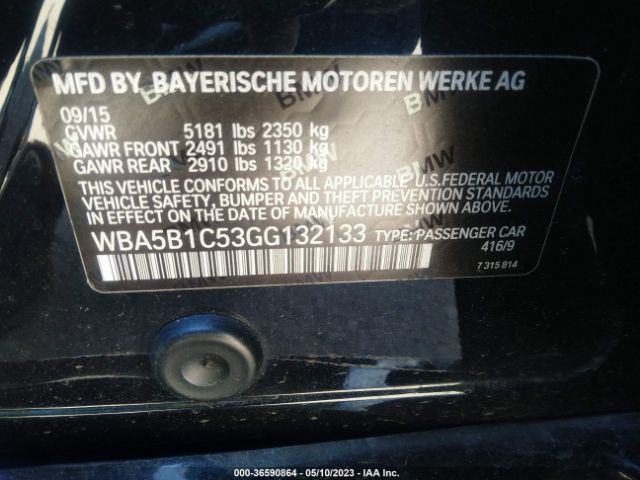 MFD BY BAYERISCHE MOTOREN WERKE AG
09/15
GVWR 5181 lbs 2350 kg
GAWR FRONT 2491 lbs 1130 kg
GAWR REAR 2910 lbs 1320 kg
THIS VEHICLE CONFORMS TO ALL APPLICABLE U.S.FEDERAL MOTOR
VEHICLE SAFETY, BUMPER AND THEFT PREVENTION STANDARDS
IN EFFECT ON THE DATE OF MANUFACTURE SHOWN ABOVE.
WBA5B1C53GG132133 TYPE: PASSENGER CAR
416/9
7 315 814
000-36590864 - 05/10/2023 - IAA Inc.